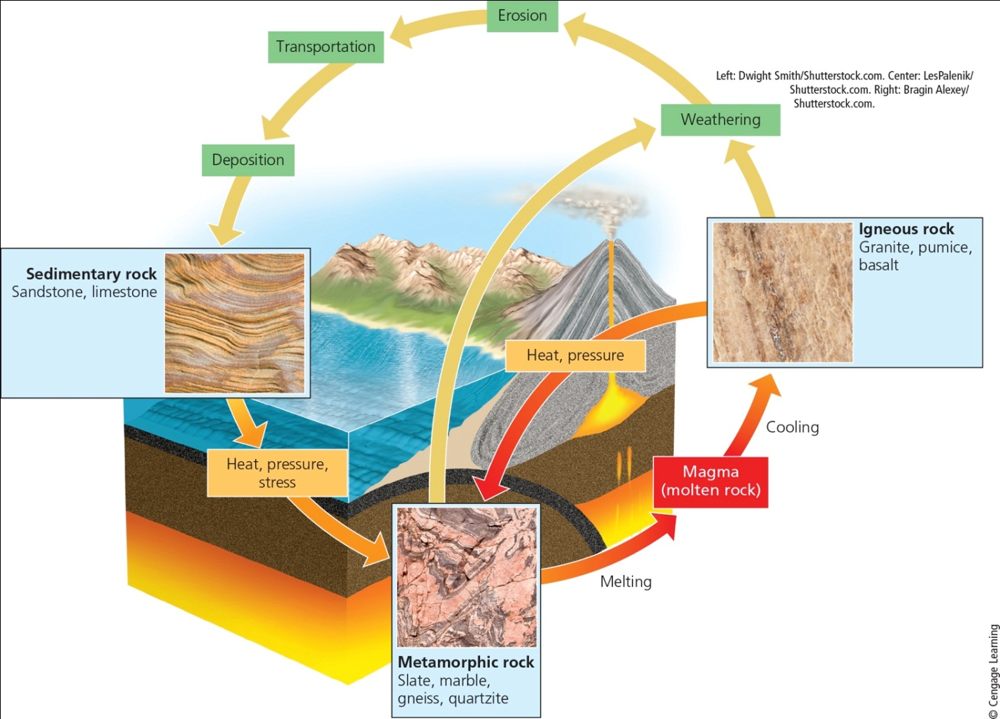 Erosion
Transportation
Left: Dwight Smith/Shutterstock.com. Center: LesPalenik/
Shutterstock.com. Right: Bragin Alexey/
Shutterstock.com.
Weathering
Deposition
Igneous rock
Granite, pumice,
basalt
Sedimentary rock
Sandstone, limestone
Heat, pressure
Cooling
Heat, pressure,
stress
Magma
(molten rock)
Melting
Metamorphic rock
Slate, marble,
gneiss, quartzite
© Cengage Learning